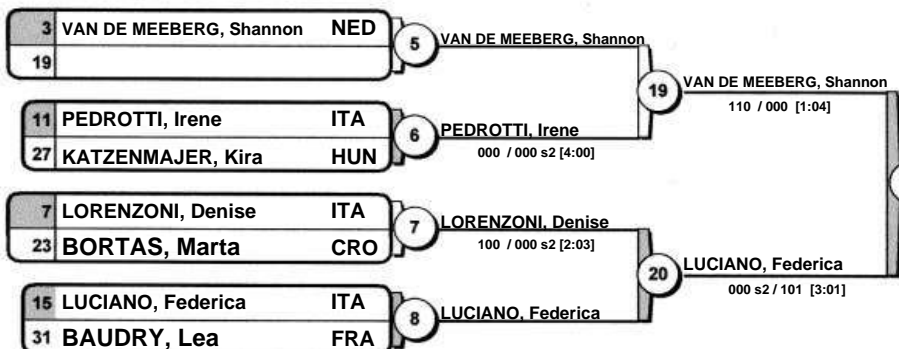 3 VAN DE MEEBERG, Shannon NED
19
5
VAN DE MEEBERG, Shannon
11 PEDROTTI, Irene ITA
27 KATZENMAJER, Kira HUN
6
PEDROTTI, Irene
000 / 000 s2 [4:00]
19
VAN DE MEEBERG, Shannon
110 / 000 [1:04]
7 LORENZONI, Denise ITA
23 BORTAS, Marta CRO
7
LORENZONI, Denise
100 / 000 s2 [2:03]
15 LUCIANO, Federica ITA
31 BAUDRY, Lea FRA
8
LUCIANO, Federica
20
LUCIANO, Federica
000 s2 / 101 [3:01]